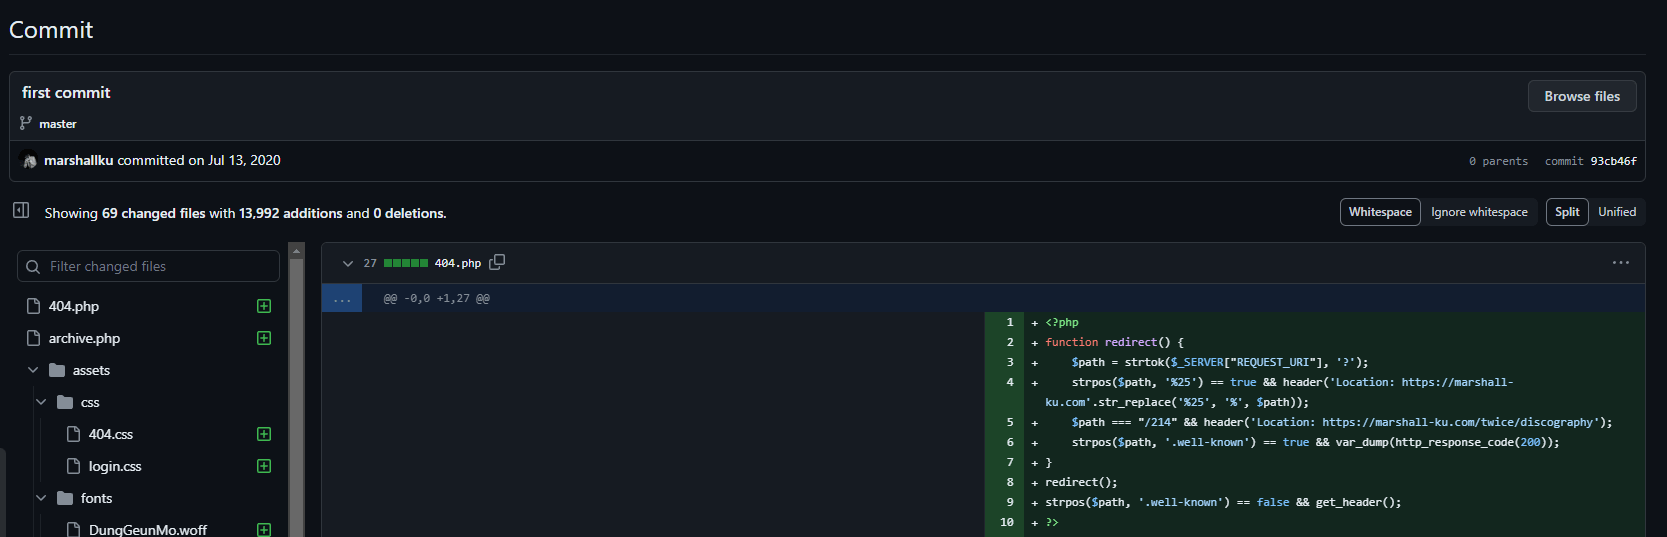 Commit
first commit
Browse files
master
marshallku committed on Jul 13, 2020
0 parents commit 93cb46f
Showing 69 changed files with 13,992 additions and 0 deletions.
Whitespace Ignore whitespace Split Unified
Filter changed files
404.php
archive.php
assets
css
404.css
login.css
fonts
DungGeunMo.woff
27 404.php
...
@@ -0,0 +1,27 @@
1 + <?php
2 + function redirect() {
3 + $path = strtok($_SERVER["REQUEST_URI"], '?');
4 + strpos($path, '%25') == true && header('Location: https://marshall-
ku.com'.str_replace('%25', '%', $path));
5 + $path === "/214" && header('Location: https://marshall-ku.com/twice/discography');
6 + strpos($path, '.well-known') == true && var_dump(http_response_code(200));
7 + }
8 + redirect();
9 + strpos($path, '.well-known') == false && get_header();
10 + ?>